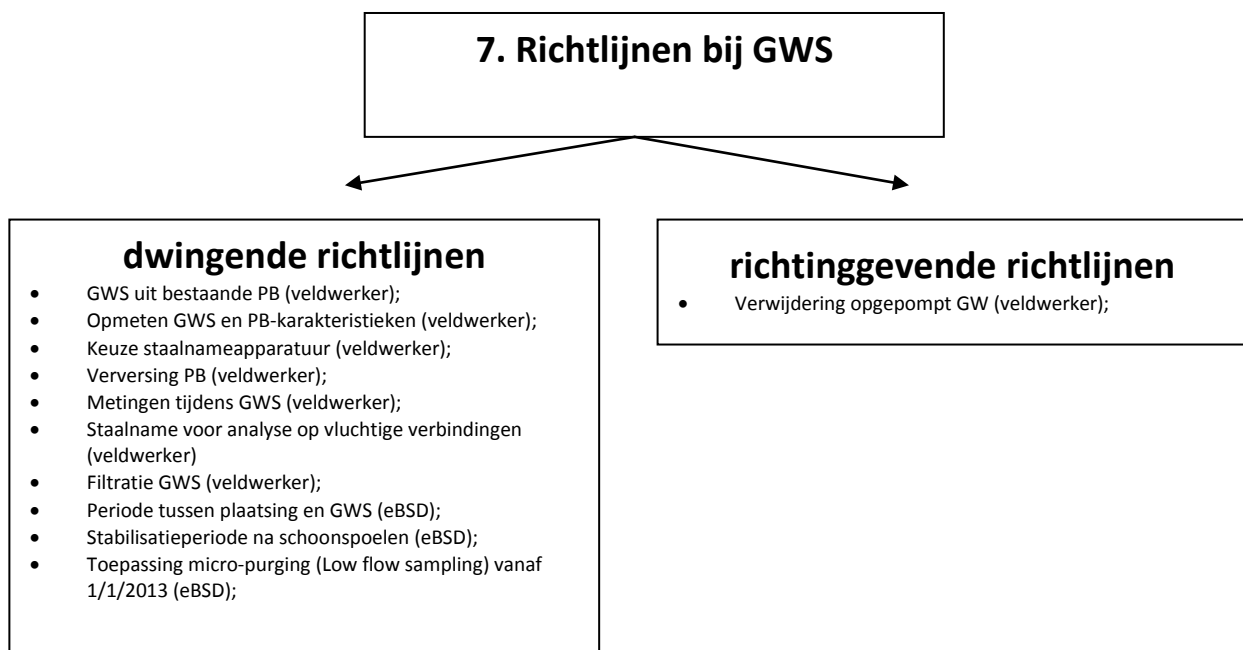 7. Richtlijnen bij GWS
dwingende richtlijnen
• GWS uit bestaande PB (veldwerker);
• Opmeten GWS en PB-karakteristieken (veldwerker);
• Keuze staalnameapparatuur (veldwerker);
• Verversing PB (veldwerker);
• Metingen tijdens GWS (veldwerker);
• Staalname voor analyse op vluchtige verbindingen
(veldwerker)
• Filtratie GWS (veldwerker);
• Periode tussen plaatsing en GWS (eBSD);
• Stabilisatieperiode na schoonspoelen (eBSD);
• Toepassing micro-purging (Low flow sampling) vanaf
1/1/2013 (eBSD);
richtinggevende richtlijnen
• Verwijdering opgepompt GW (veldwerker);